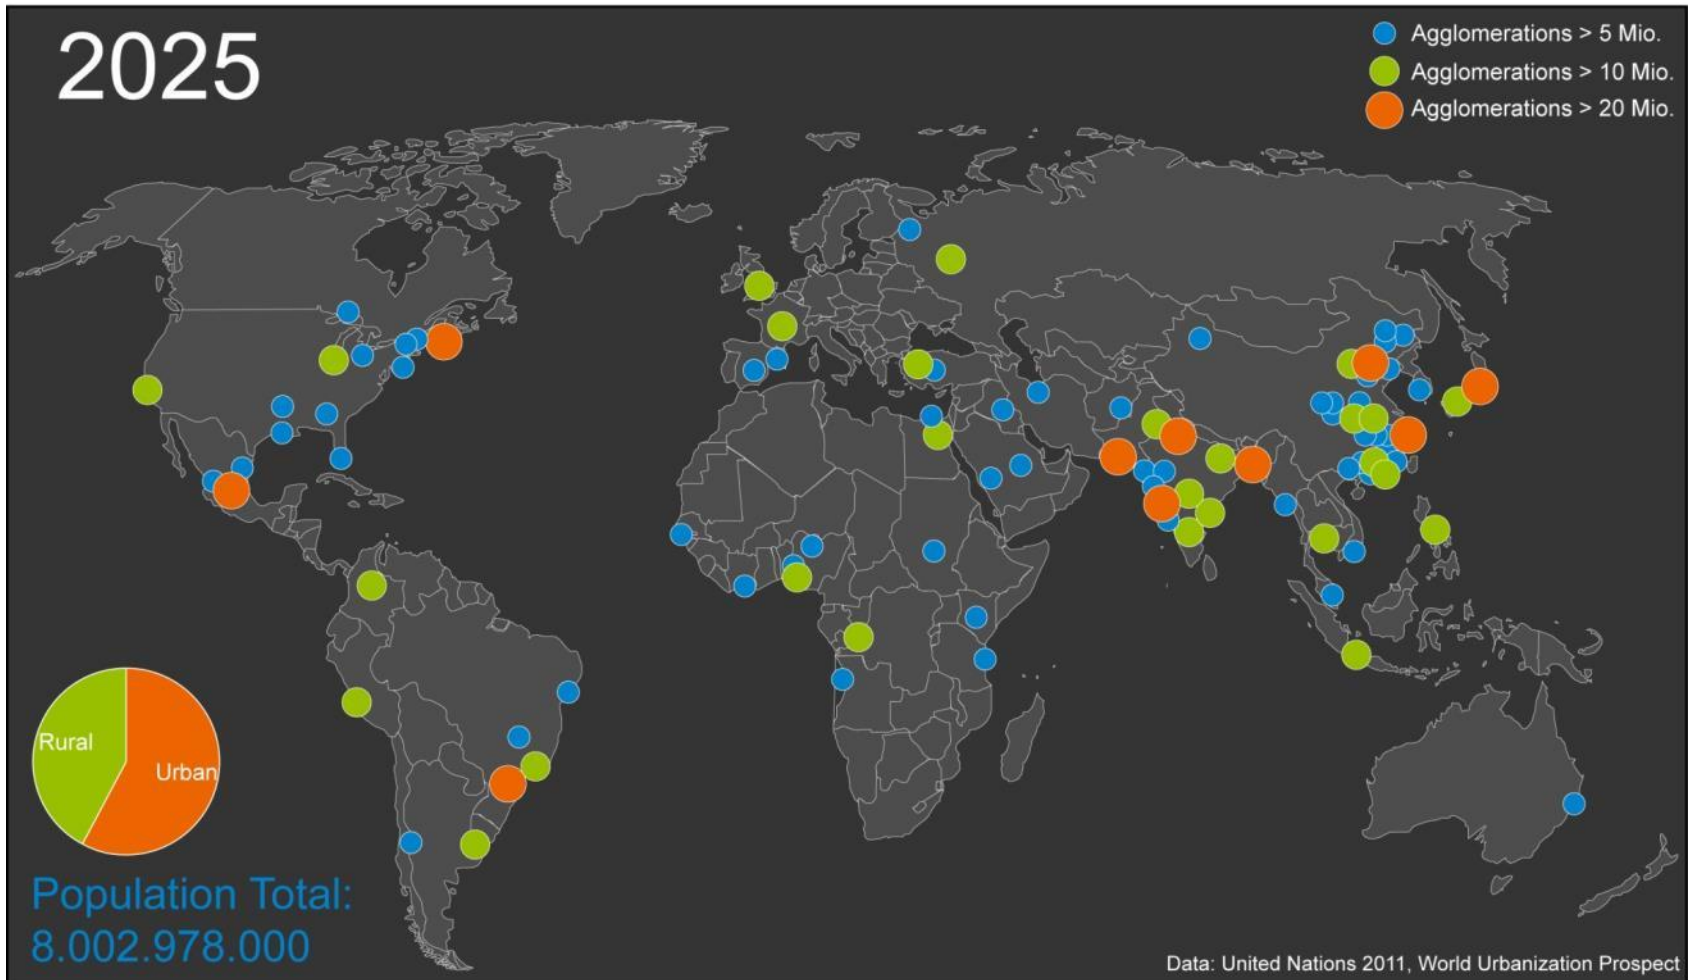 2025
Agglomerations > 5 Mio.
Agglomerations > 10 Mio.
Agglomerations > 20 Mio.
Rural
Urban
Population Total:
8.002.978.000
Data: United Nations 2011, World Urbanization Prospect